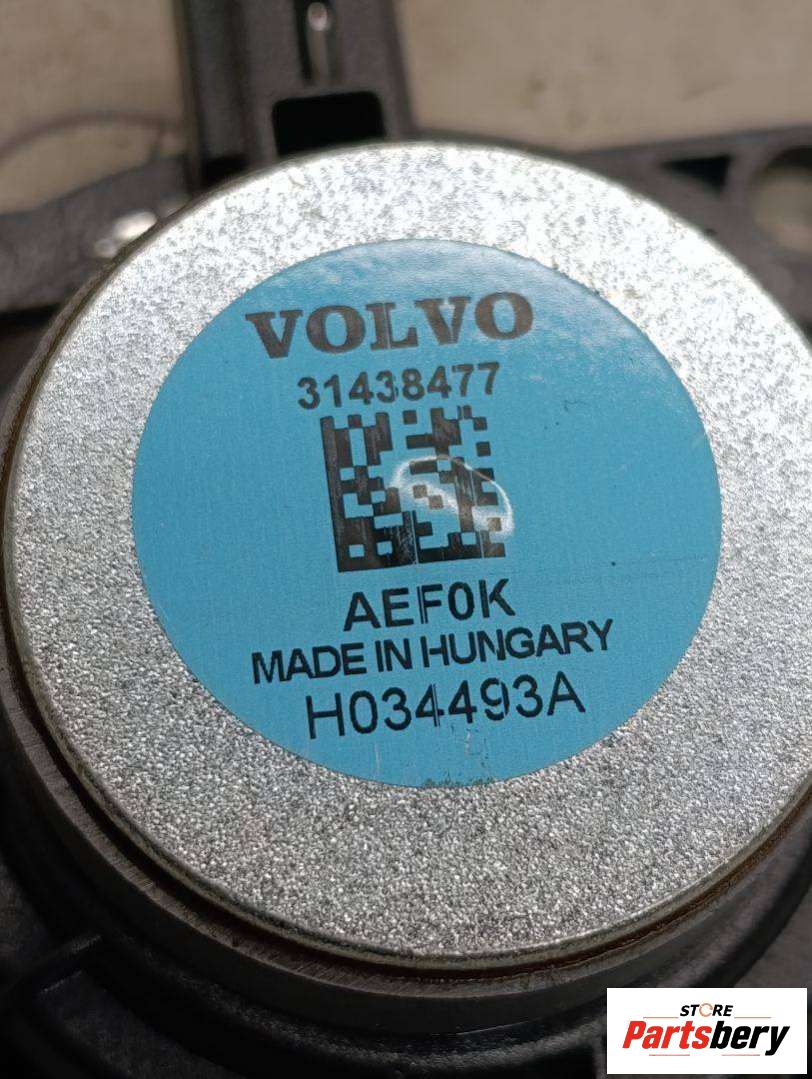 VOLVO
31438477
AEF0K
MADE IN HUNGARY
H034493A
STORE
Partsbery